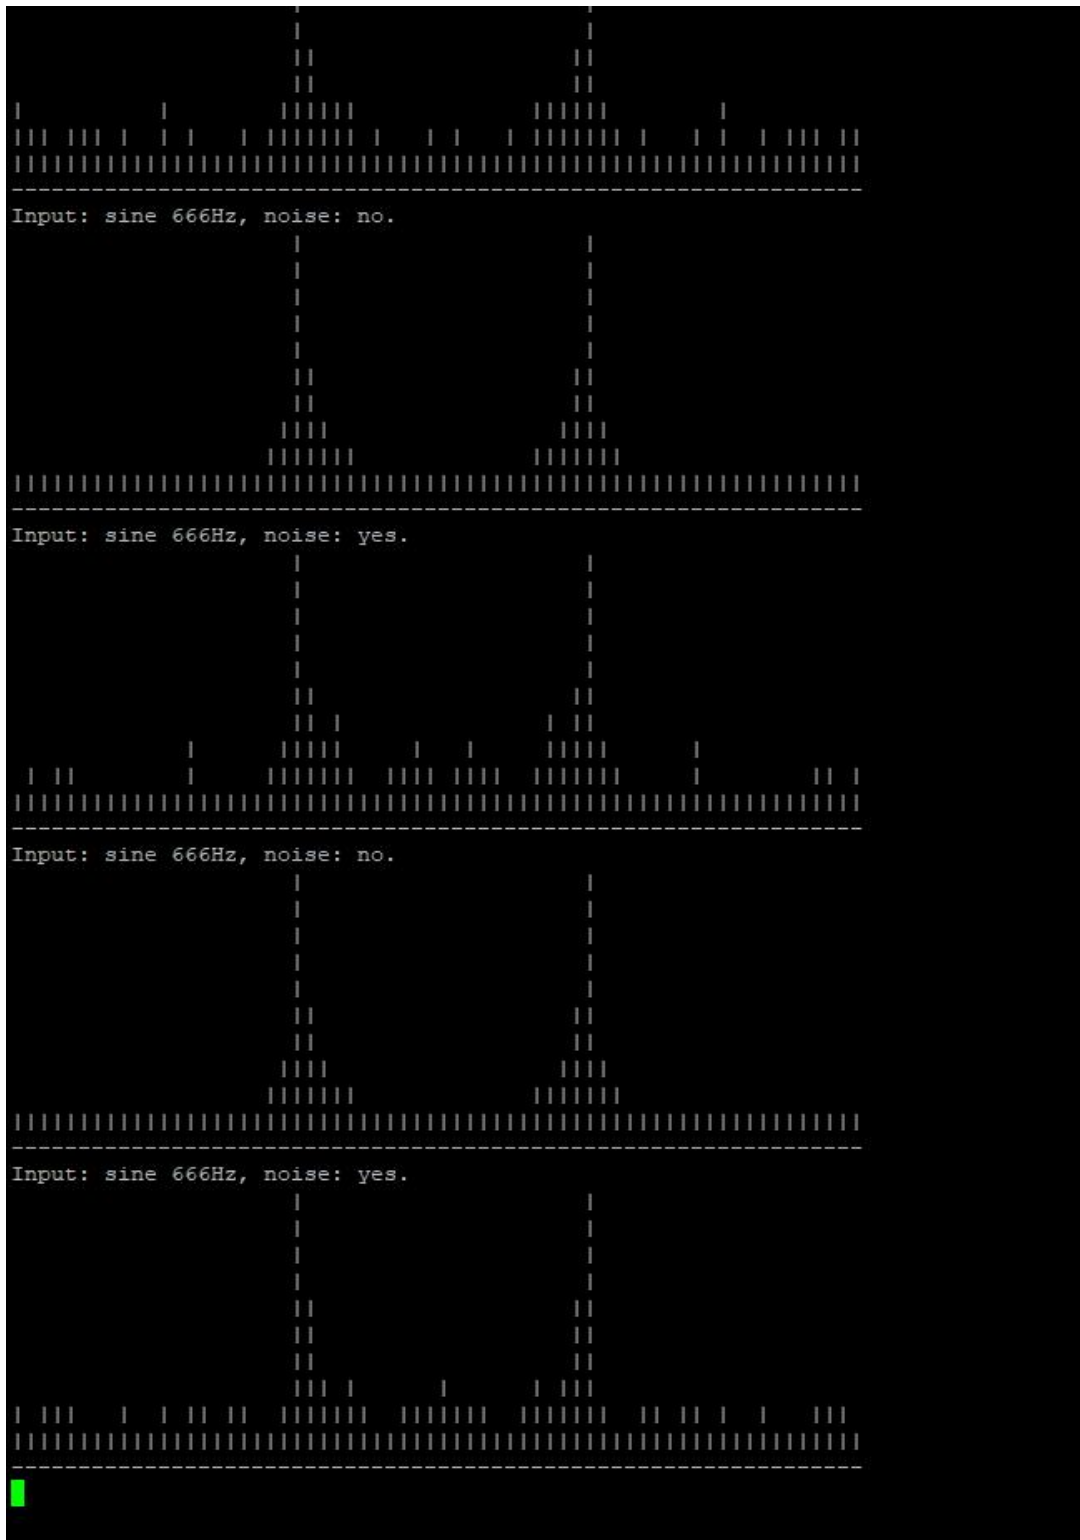 Input: sine 666Hz, noise: no.
Input: sine 666Hz, noise: yes.
Input: sine 666Hz, noise: no.
Input: sine 666Hz, noise: yes.